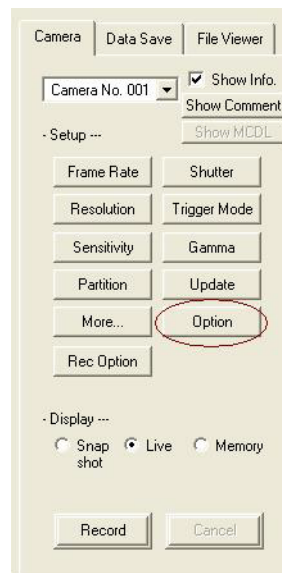 Camera Data Save File Viewer
Camera No. 001 Show Info.
Show Comment
- Setup --- Show MCDL
Frame Rate Shutter
Resolution Trigger Mode
Sensitivity Gamma
Partition Update
More... Option
Rec Option
- Display ---
Snap shot Live Memory
Record Cancel